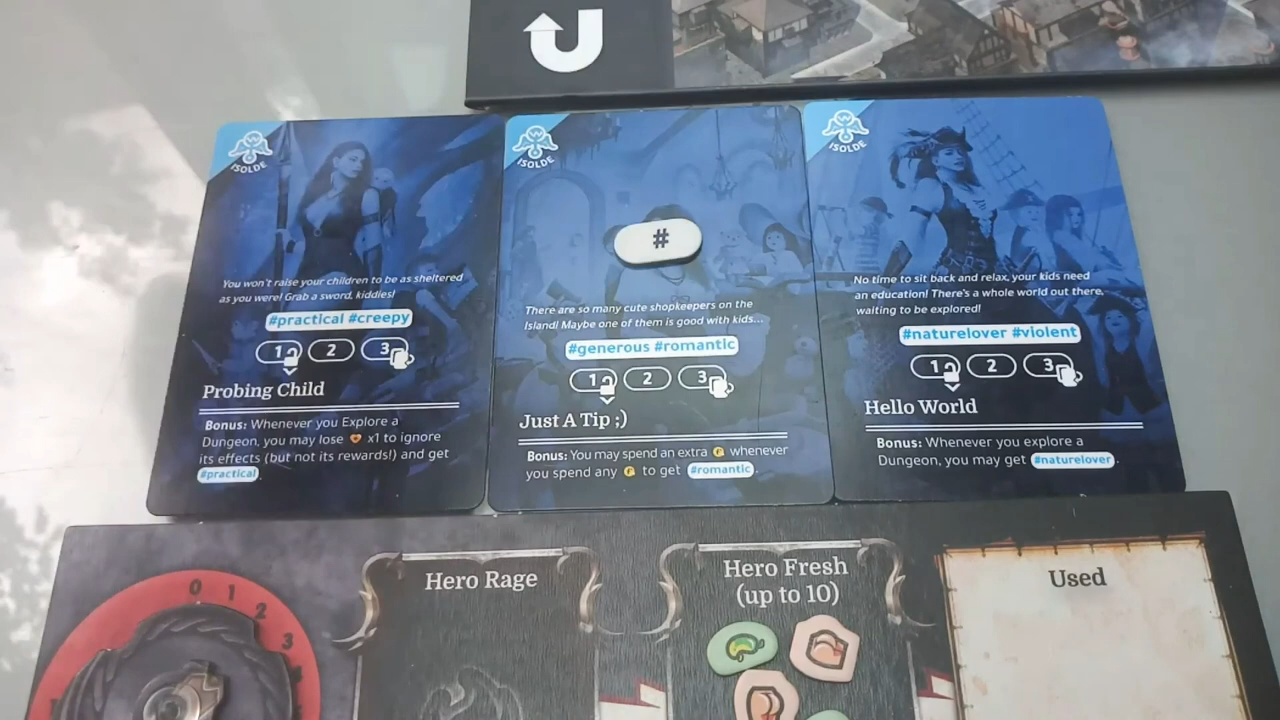 ISOLDE
You won't raise your children to be as sheltered
as you were! Grab a sword, kiddies!
#practical #creepy
1 2 3
Probing Child
Bonus: Whenever you Explore a
Dungeon, you may lose x1 to ignore
its effects (but not its rewards!) and get
#practical.
ISOLDE
#
There are so many cute shopkeepers on the
Island! Maybe one of them is good with kids...
#generous #romantic
1 2 3
Just A Tip ;)
Bonus: You may spend an extra whenever
you spend any to get #romantic.
ISOLDE
No time to sit back and relax, your kids need
an education! There's a whole world out there,
waiting to be explored!
#naturelover #violent
1 2 3
Hello World
Bonus: Whenever you explore a
Dungeon, you may get #naturelover.
0 1 2 3
Hero Rage
Hero Fresh
(up to 10)
Used